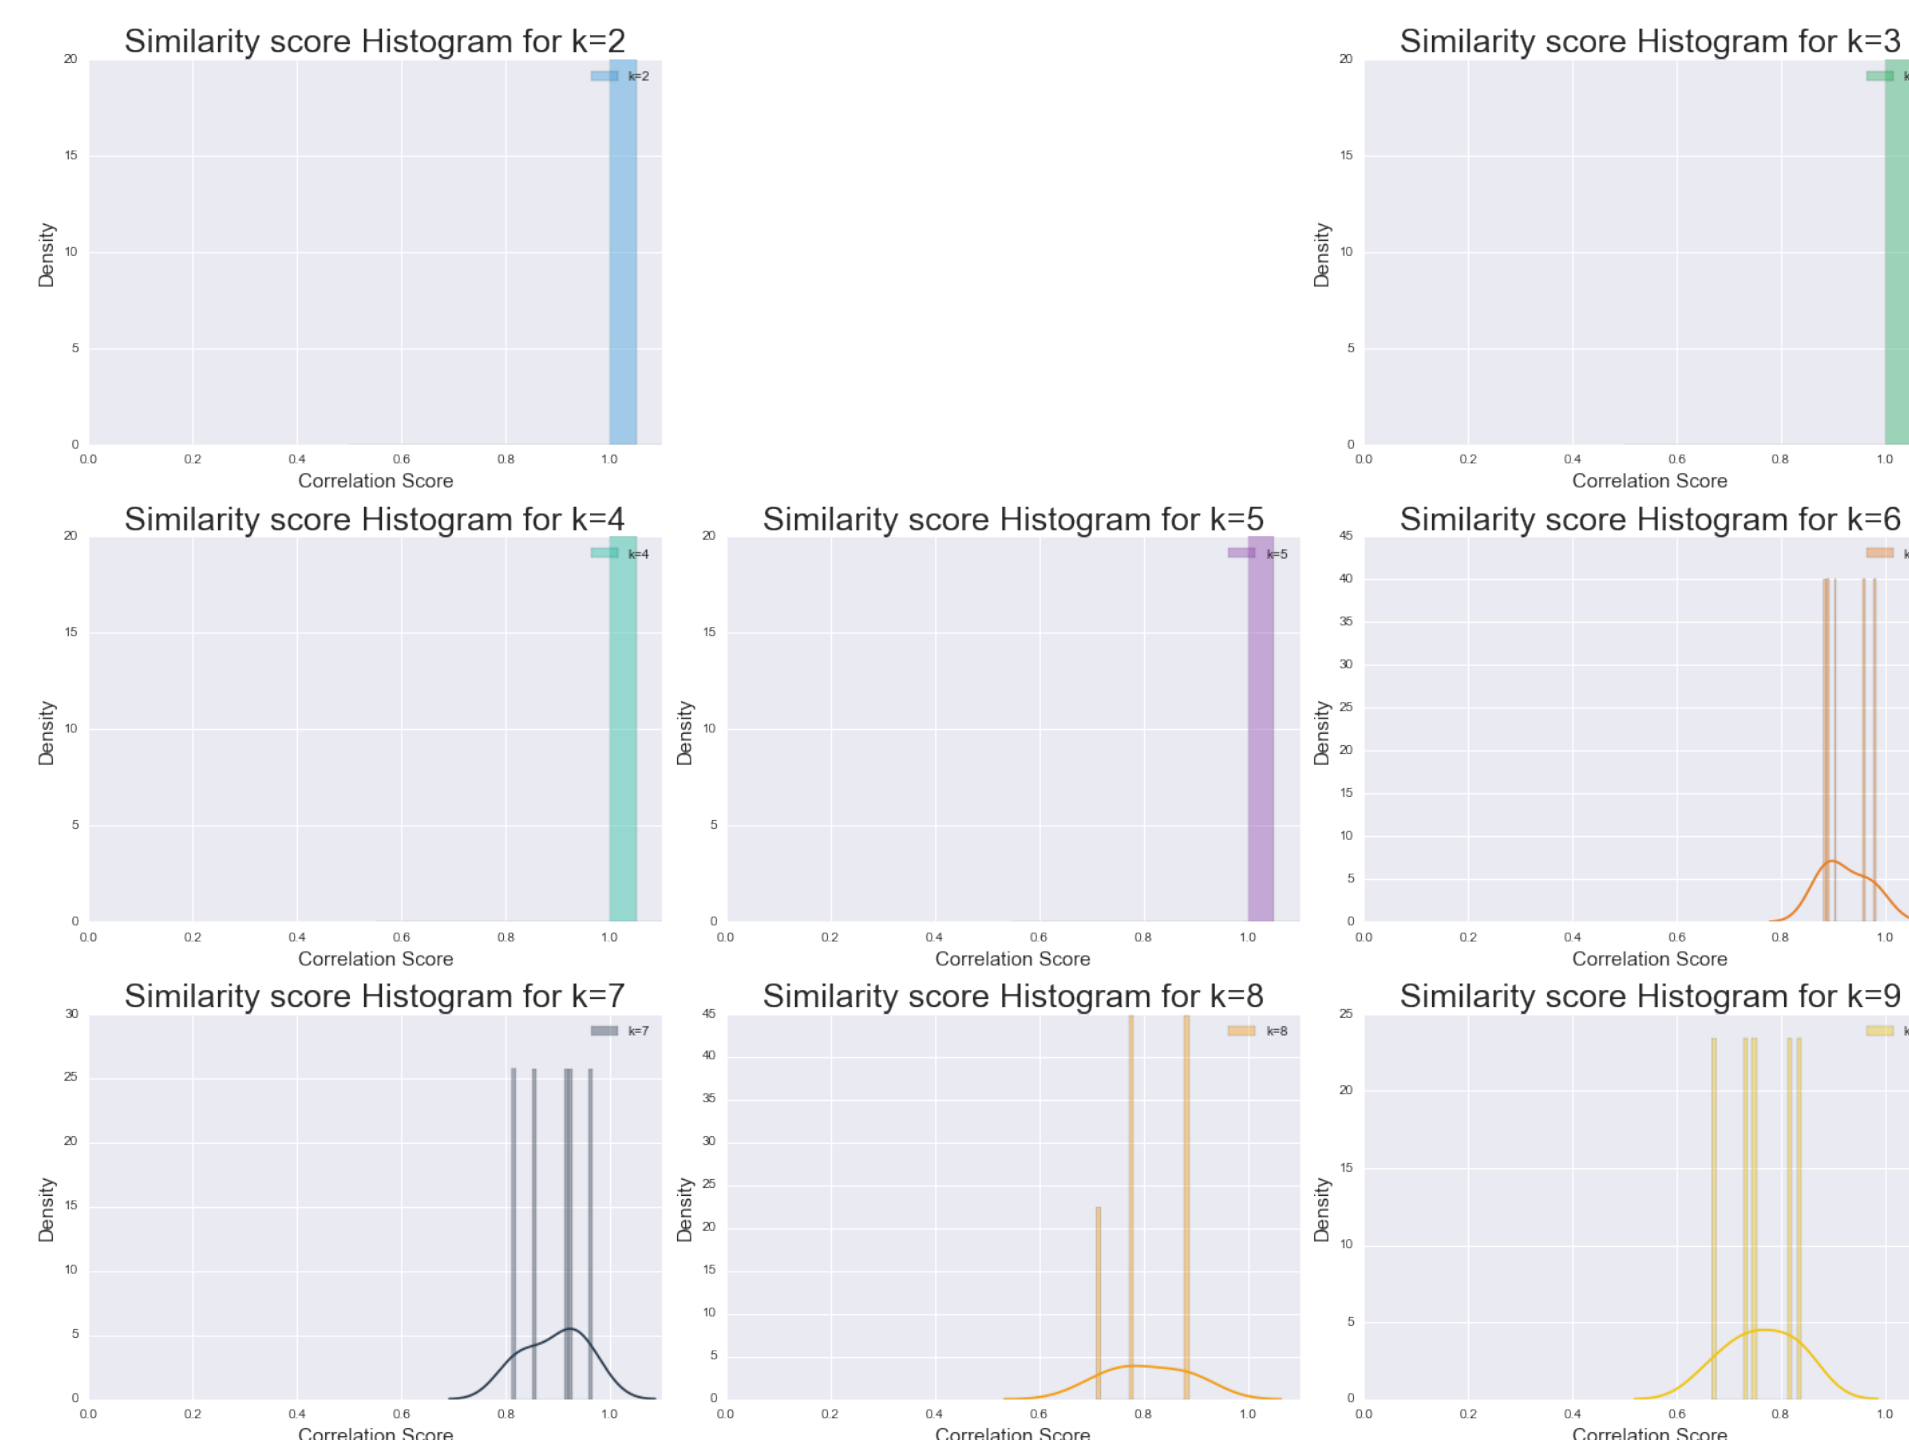 Similarity score Histogram for k=2
20
k=2
15
10
5
0
Density
0.0 0.2 0.4 0.6 0.8 1.0
Correlation Score
Similarity score Histogram for k=3
20
k
15
10
5
0
Density
0.0 0.2 0.4 0.6 0.8 1.0
Correlation Score
Similarity score Histogram for k=4
20
k=4
15
10
5
0
Density
0.0 0.2 0.4 0.6 0.8 1.0
Correlation Score
Similarity score Histogram for k=5
20
k=5
15
10
5
0
Density
0.0 0.2 0.4 0.6 0.8 1.0
Correlation Score
Similarity score Histogram for k=6
45
k
40
35
30
25
20
15
10
5
0
Density
0.0 0.2 0.4 0.6 0.8 1.0
Correlation Score
Similarity score Histogram for k=7
30
k=7
25
20
15
10
5
0
Density
0.0 0.2 0.4 0.6 0.8 1.0
Correlation Score
Similarity score Histogram for k=8
45
k=8
40
35
30
25
20
15
10
5
0
Density
0.0 0.2 0.4 0.6 0.8 1.0
Correlation Score
Similarity score Histogram for k=9
25
k
20
15
10
5
0
Density
0.0 0.2 0.4 0.6 0.8 1.0
Correlation Score